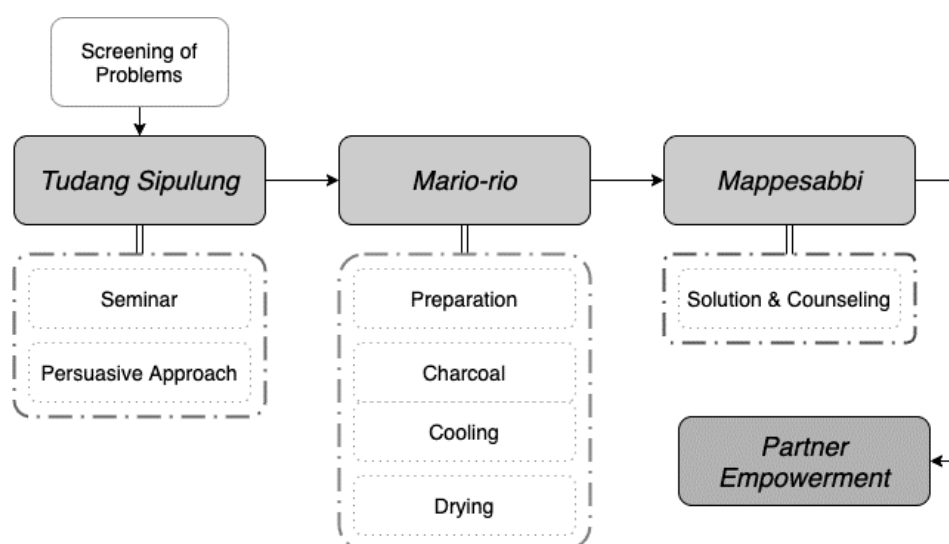 Screening of
Problems
Tudang Sipulung
Mario-rio
Mappesabbi
Seminar
Persuasive Approach
Preparation
Charcoal
Cooling
Drying
Solution & Counseling
Partner
Empowerment